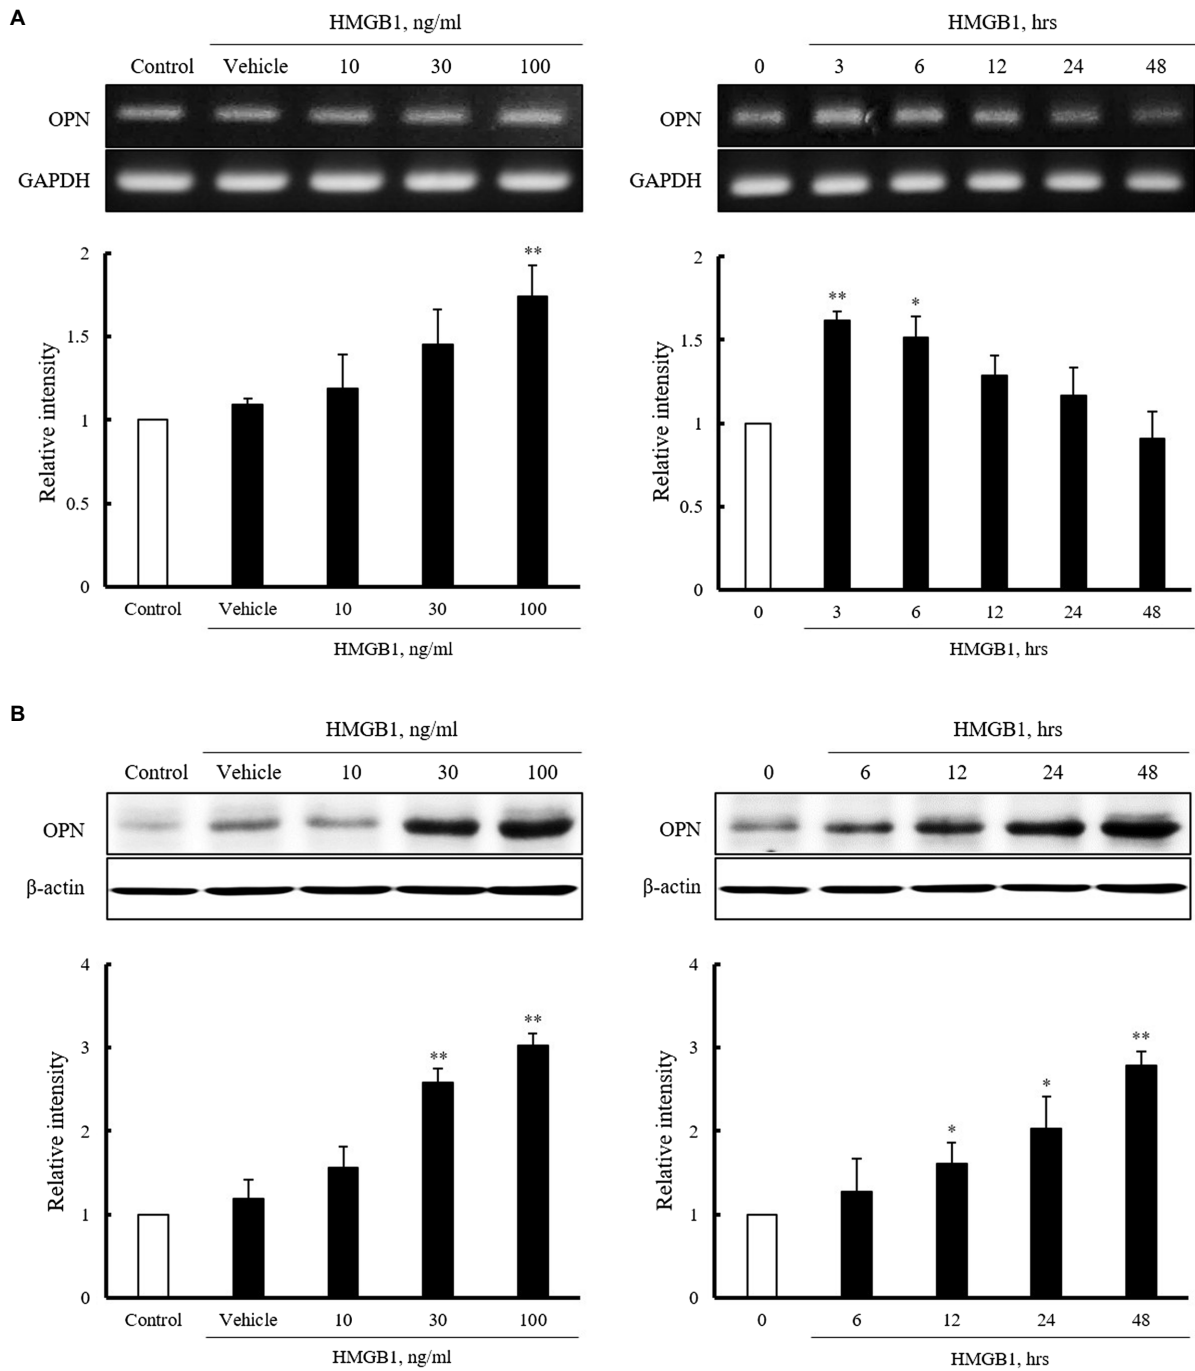 A
HMGB1, ng/ml
Control Vehicle 10 30 100
OPN
GAPDH
2
1.5
1
0.5
0
Relative intensity
**
Control Vehicle 10 30 100
HMGB1, ng/ml
HMGB1, hrs
0 3 6 12 24 48
OPN
GAPDH
2
1.5
1
0.5
0
Relative intensity
** *
0 3 6 12 24 48
HMGB1, hrs
B
HMGB1, ng/ml
Control Vehicle 10 30 100
OPN
β-actin
4
3
2
1
0
Relative intensity
** **
Control Vehicle 10 30 100
HMGB1, ng/ml
HMGB1, hrs
0 6 12 24 48
OPN
β-actin
4
3
2
1
0
Relative intensity
* * **
0 6 12 24 48
HMGB1, hrs